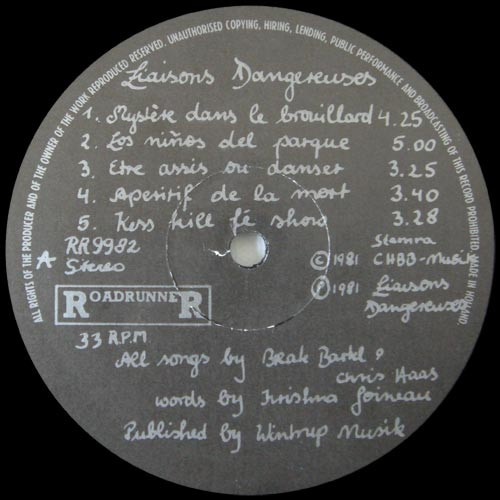 ALL RIGHTS OF THE PRODUCER AND OF THE OWNER OF THE WORK REPRODUCED RESERVED. UNAUTHORISED COPYING, HIRING, LENDING, PUBLIC PERFORMANCE AND BROADCASTING OF THIS RECORD PROHIBITED. MADE IN HOLLAND
Liaisons Dangereuses
1. Mystère dans le brouillard 4.25
2. Los niños del parque 5.00
3. Etre assis ou danser 3.25
4. Aperitif de la mort 3.40
5. Kess kill fé show 3.28
RR9982
A Stereo
Stemra
© 1981 CHBB-Musik
℗ 1981 Liaisons
Dangereuses
ROADRUNNER
33 R.P.M
All songs by Beate Bartel &
Chris Haas
words by Krishna Goineau
Published by Wintrup Musik